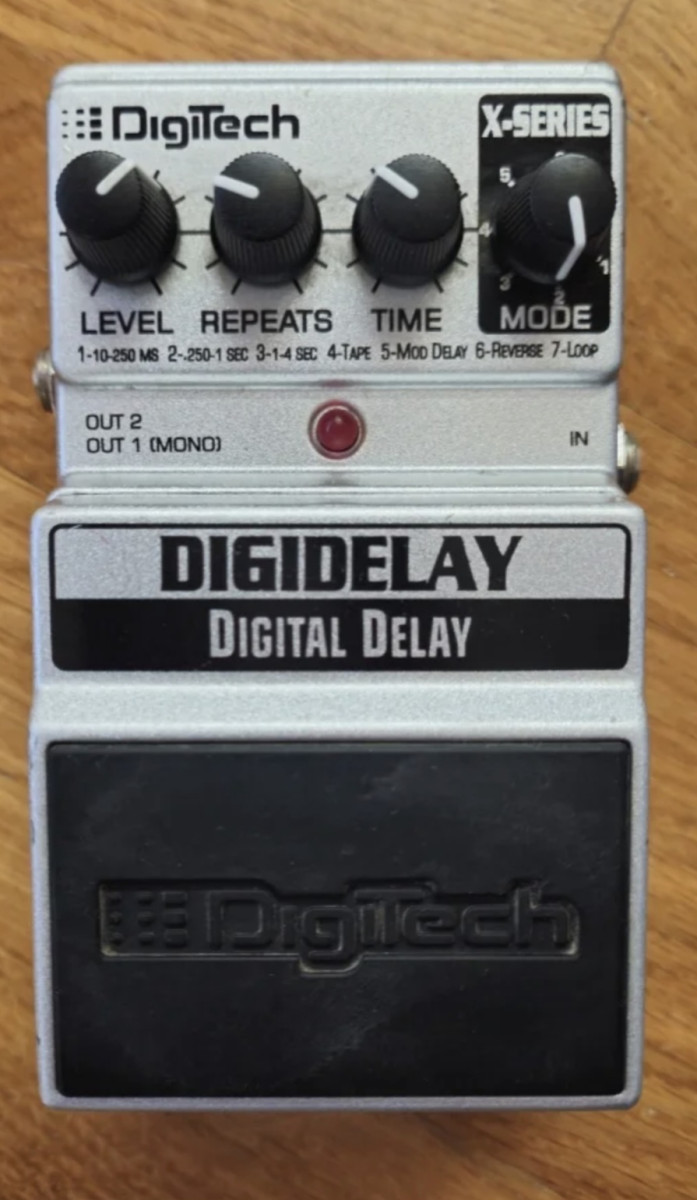 DigiTech
X-SERIES
5
4
3
2
1
LEVEL REPEATS TIME MODE
1-10-250 MS 2-.250-1 SEC 3-1-4 SEC 4-TAPE 5-MOD DELAY 6-REVERSE 7-LOOP
OUT 2
OUT 1 (MONO)
IN
DIGIDELAY
DIGITAL DELAY
DigiTech